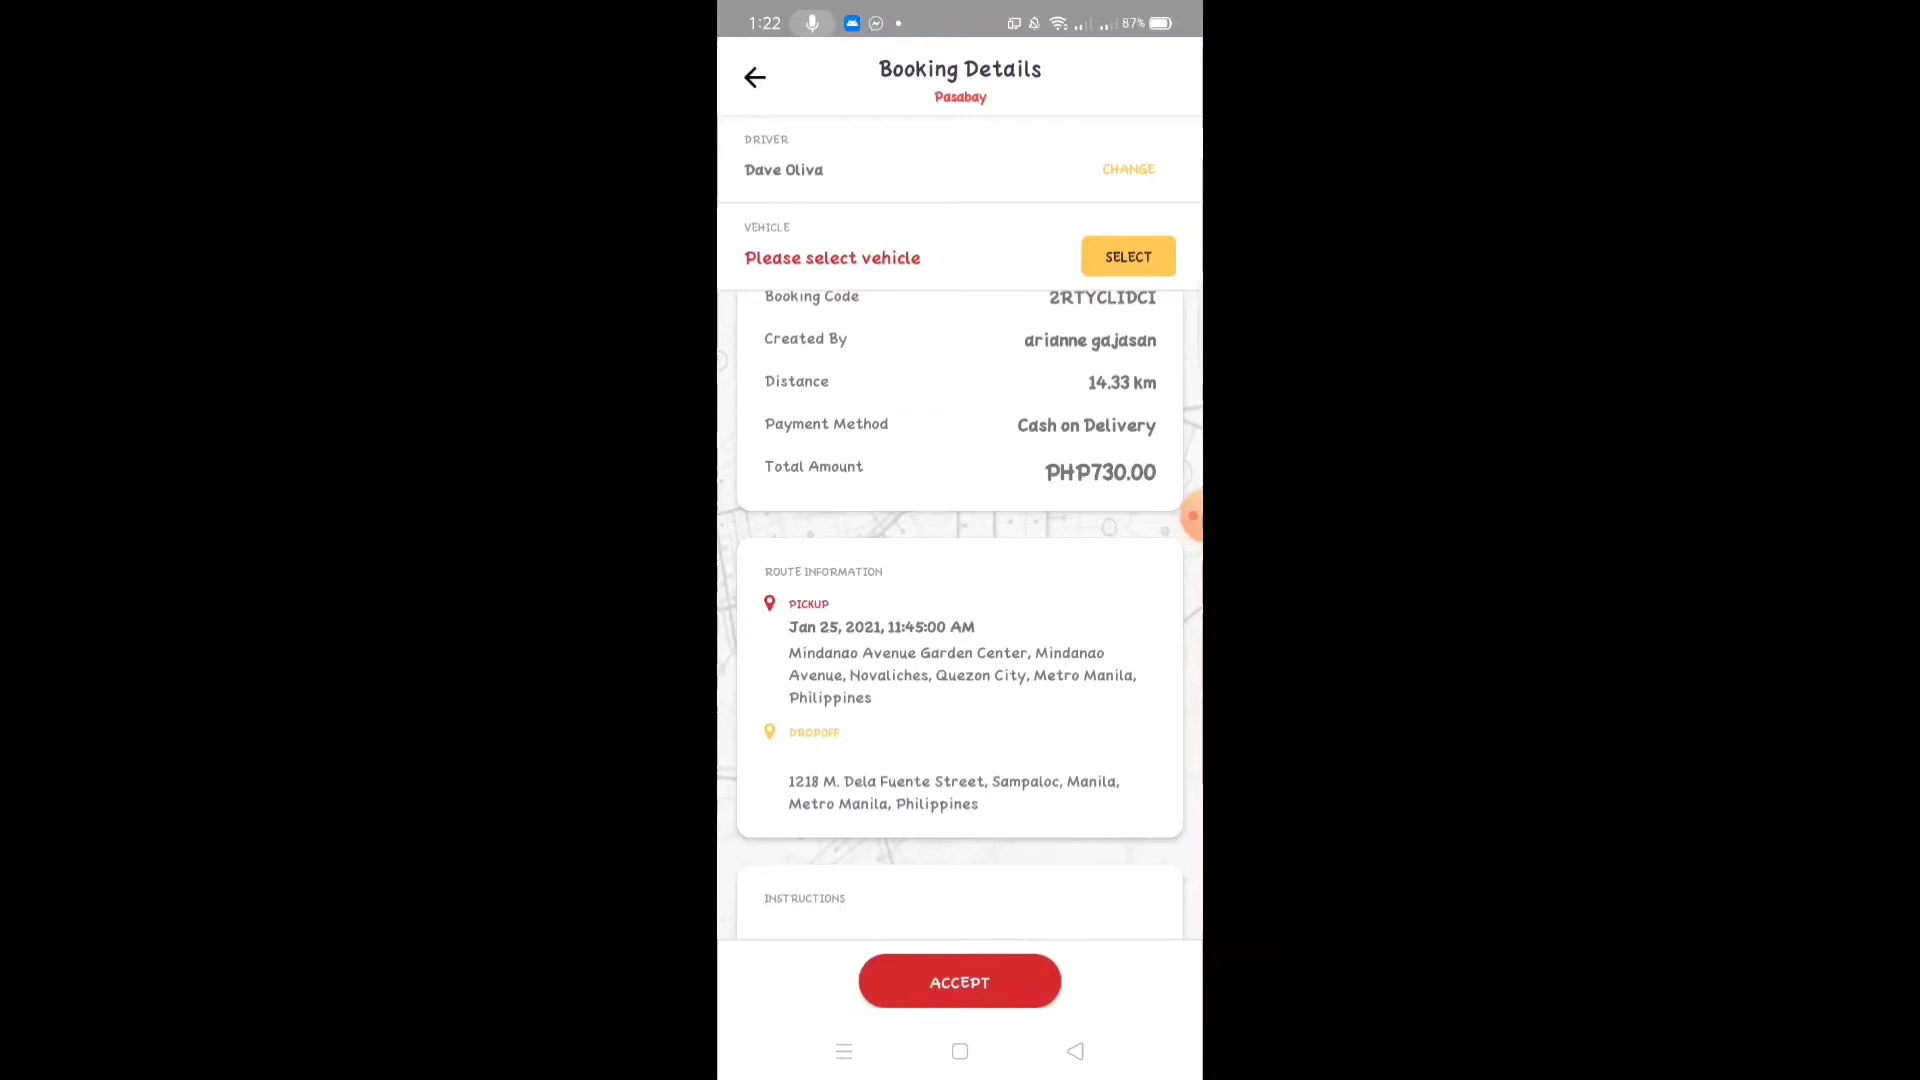 1:22
87%
Booking Details
Pasabay
DRIVER
Dave Oliva
CHANGE
VEHICLE
Please select vehicle
SELECT
Booking Code
2RTYCLIDCI
Created By
arianne gajasan
Distance
14.33 km
Payment Method
Cash on Delivery
Total Amount
PHP730.00
ROUTE INFORMATION
PICKUP
Jan 25, 2021, 11:45:00 AM
Mindanao Avenue Garden Center, Mindanao
Avenue, Novaliches, Quezon City, Metro Manila,
Philippines
DROPOFF
1218 M. Dela Fuente Street, Sampaloc, Manila,
Metro Manila, Philippines
INSTRUCTIONS
ACCEPT